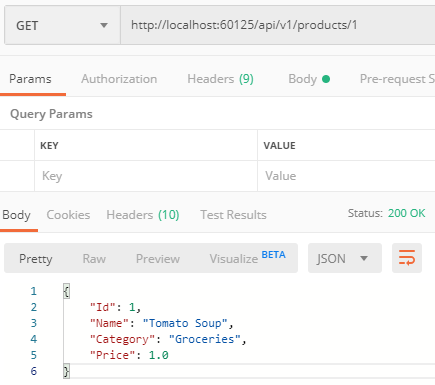 GET http://localhost:60125/api/v1/products/1
Params Authorization Headers (9) Body Pre-request S
Query Params
KEY VALUE
Key Value
Body Cookies Headers (10) Test Results Status: 200 OK
Pretty Raw Preview Visualize BETA JSON
1 {
2 "Id": 1,
3 "Name": "Tomato Soup",
4 "Category": "Groceries",
5 "Price": 1.0
6 }